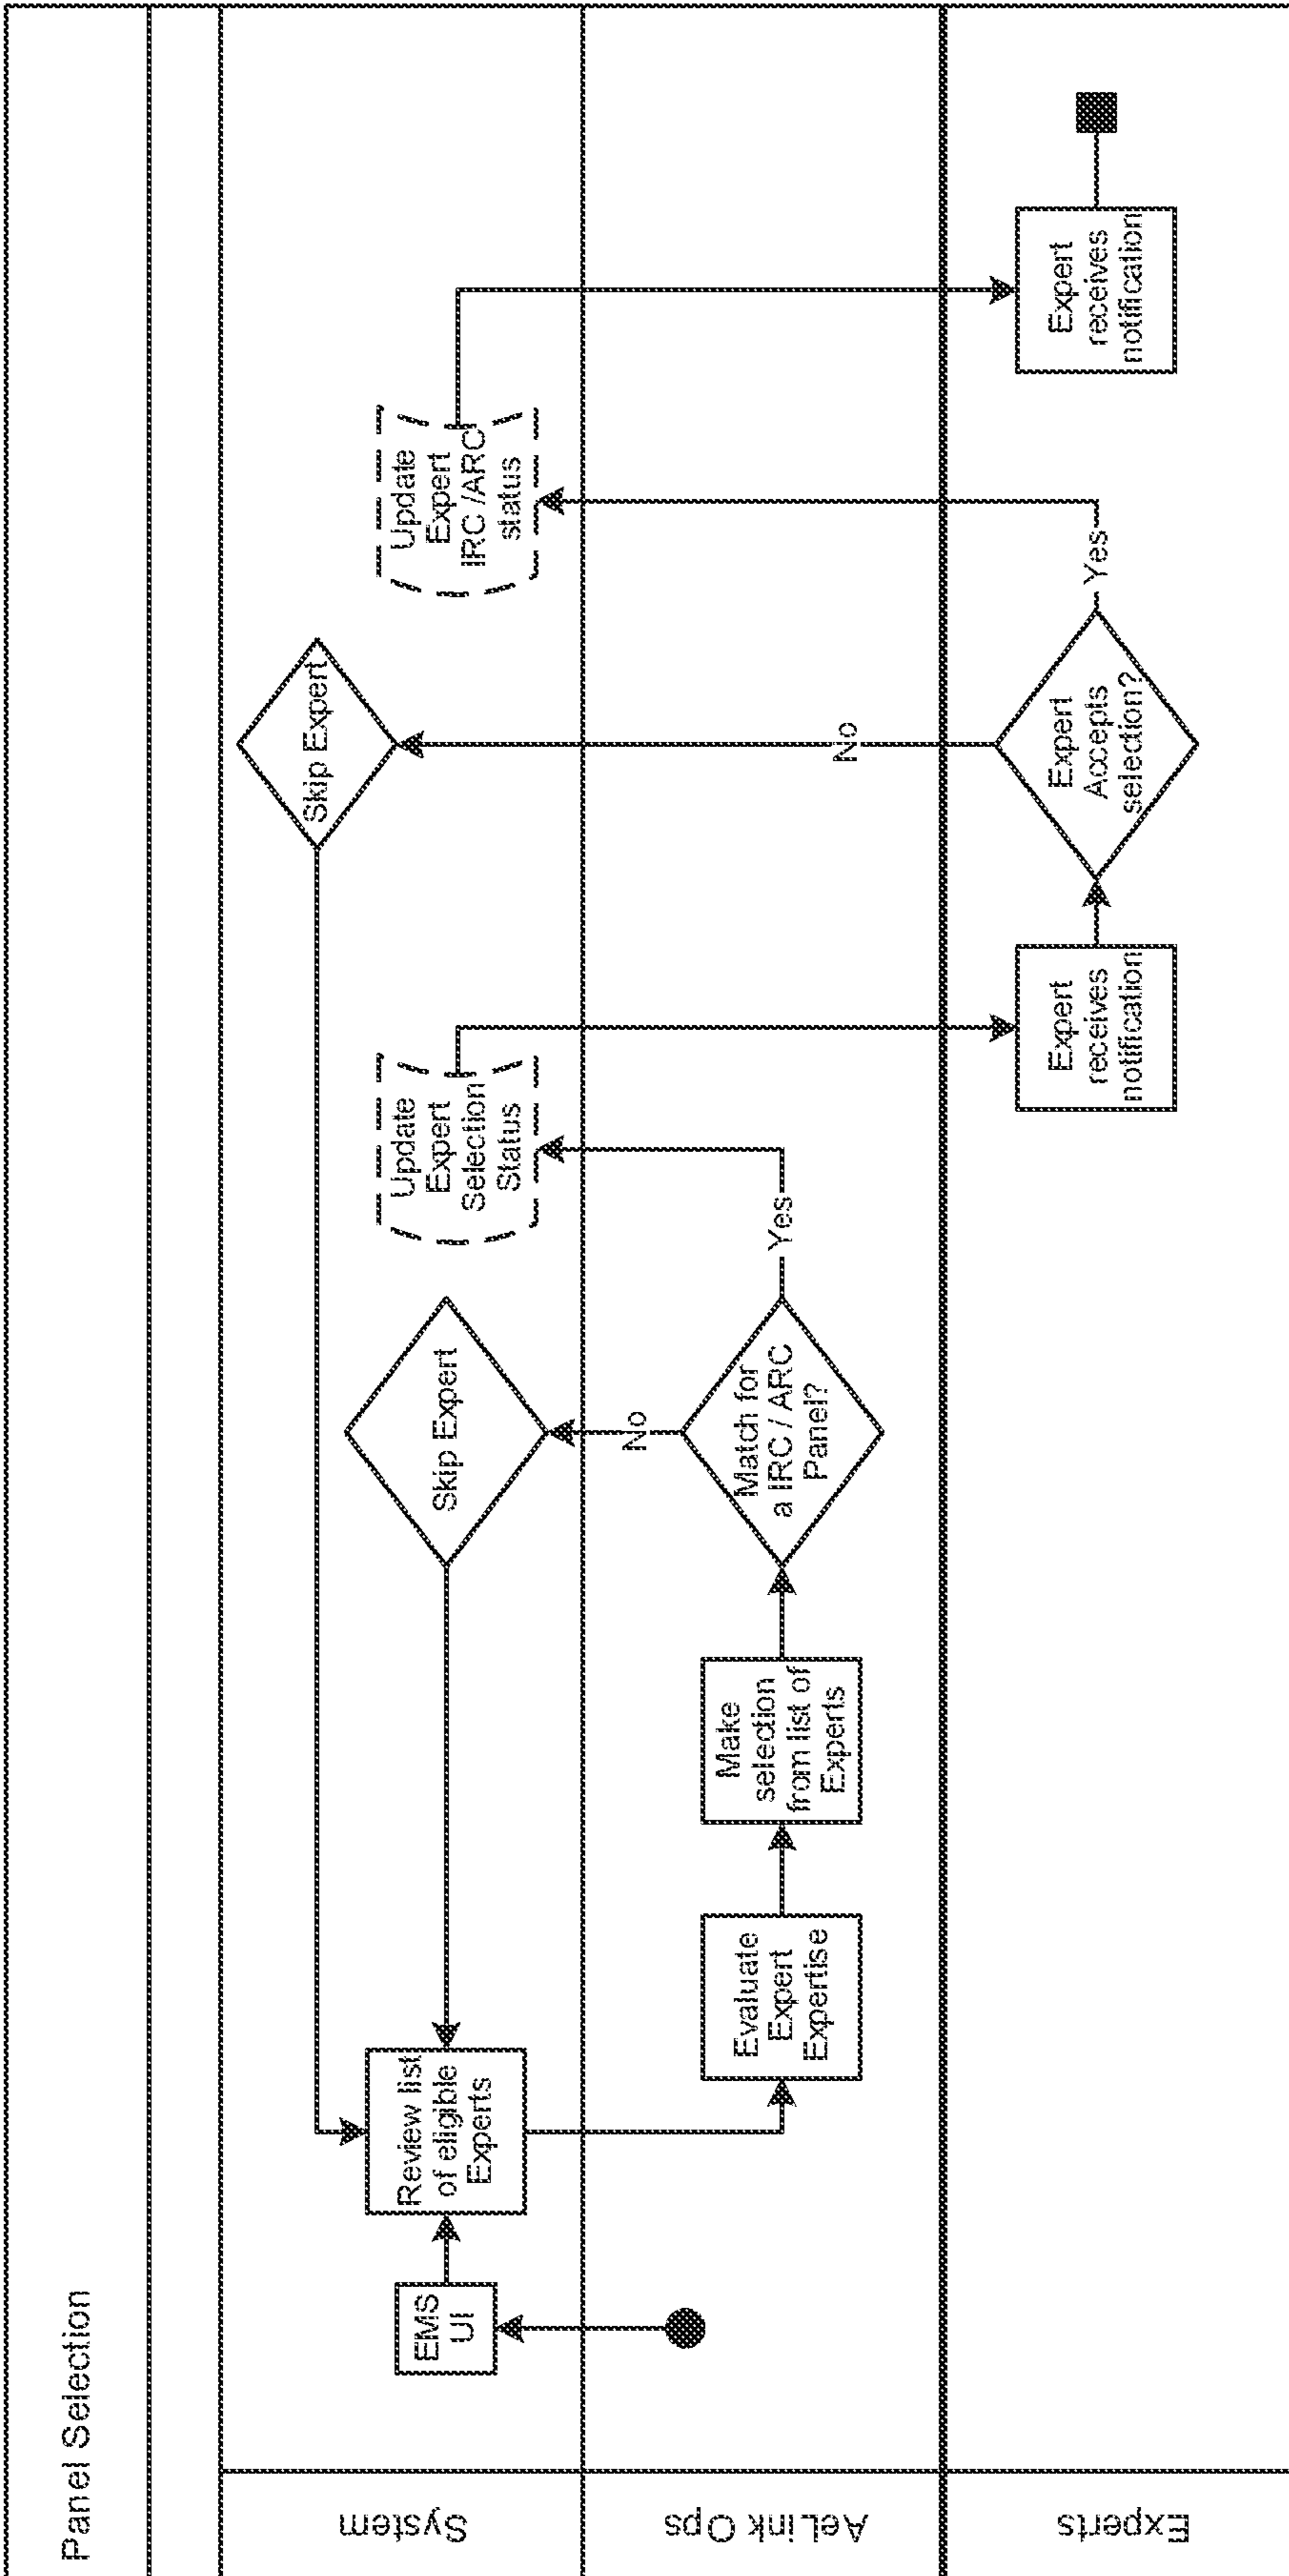 Panel Selection
System
AeLink Ops
Experts
EMS
UI
Review list
of eligible
Experts
Evaluate
Expert
Expertise
Make
selection
from list of
Experts
Match for
a IRC / ARC
Panel?
No
Skip Expert
Yes
Update
Expert
Selection
Status
Expert
receives
notification
Expert
Accepts
selection?
No
Skip Expert
Yes
Update
Expert
IRC /ARC
status
Expert
receives
notification